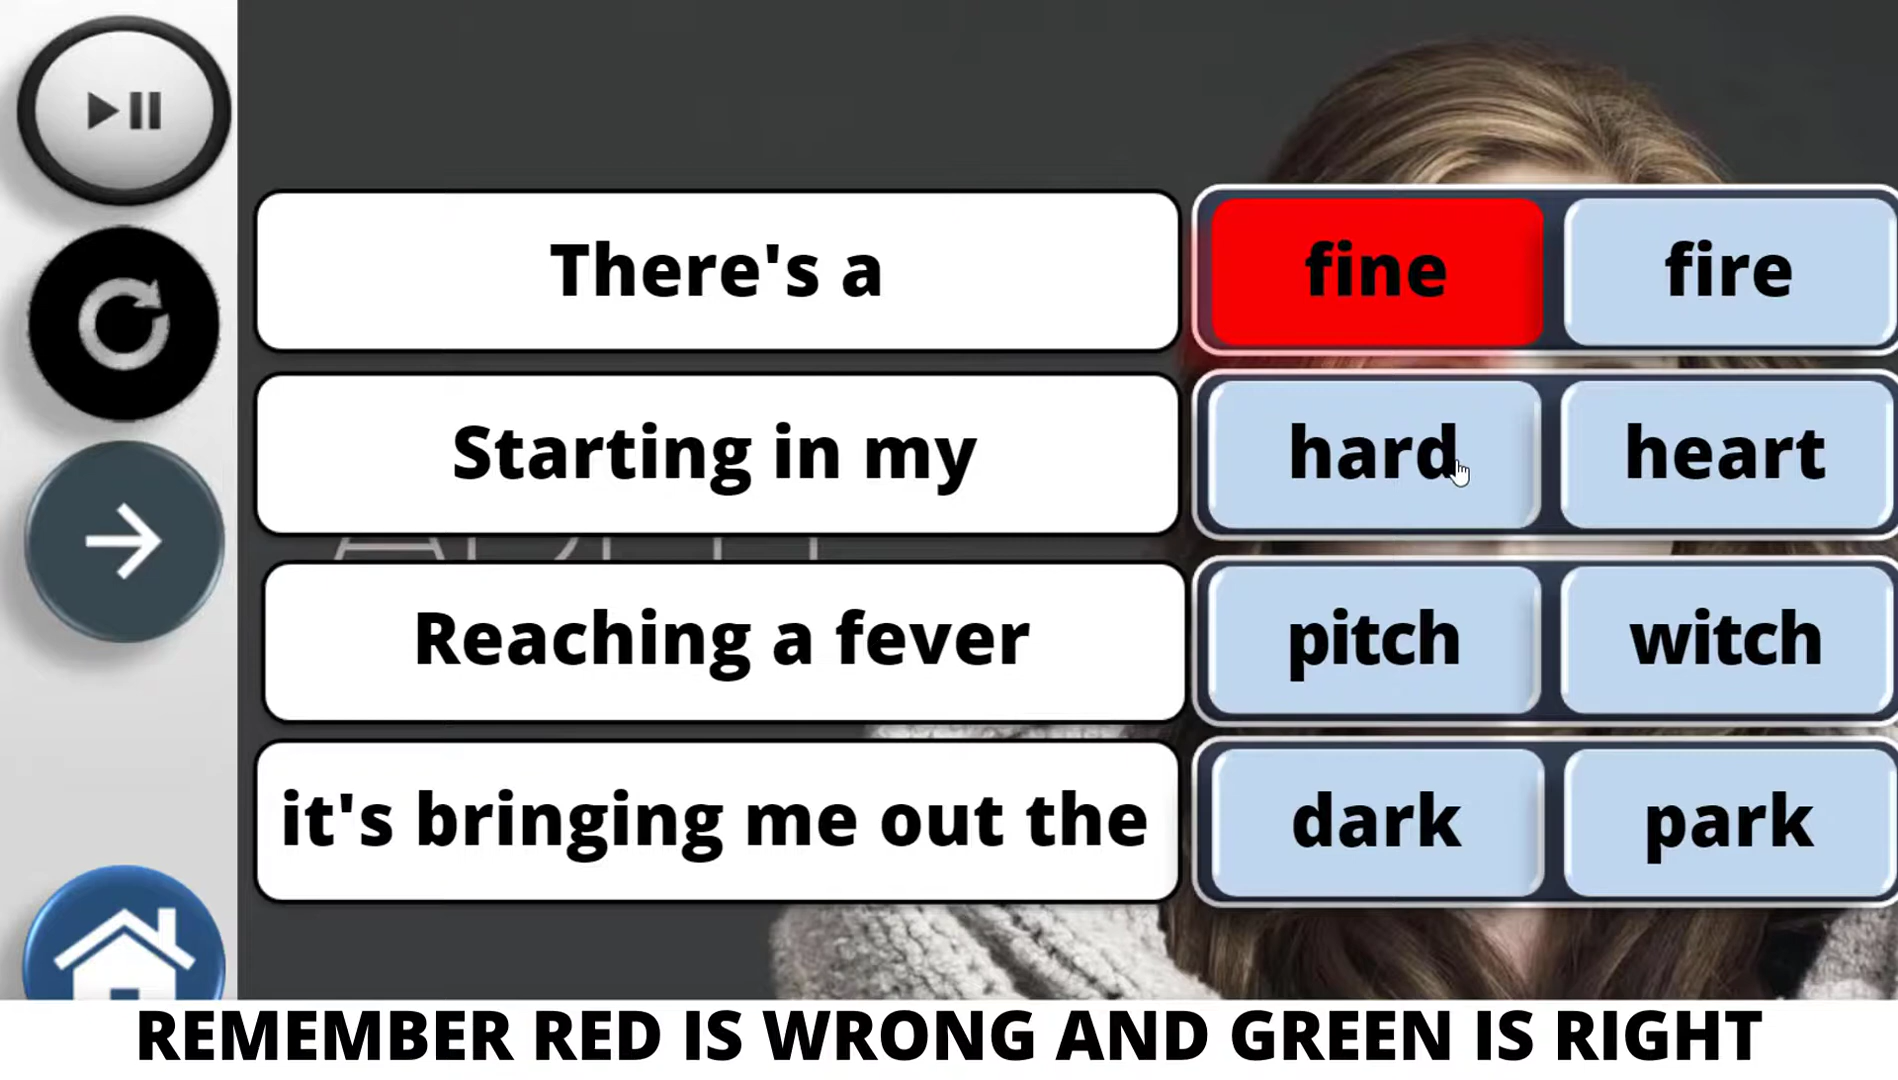 There's a
fine
fire
Starting in my
hard
heart
Reaching a fever
pitch
witch
it's bringing me out the
dark
park
REMEMBER RED IS WRONG AND GREEN IS RIGHT